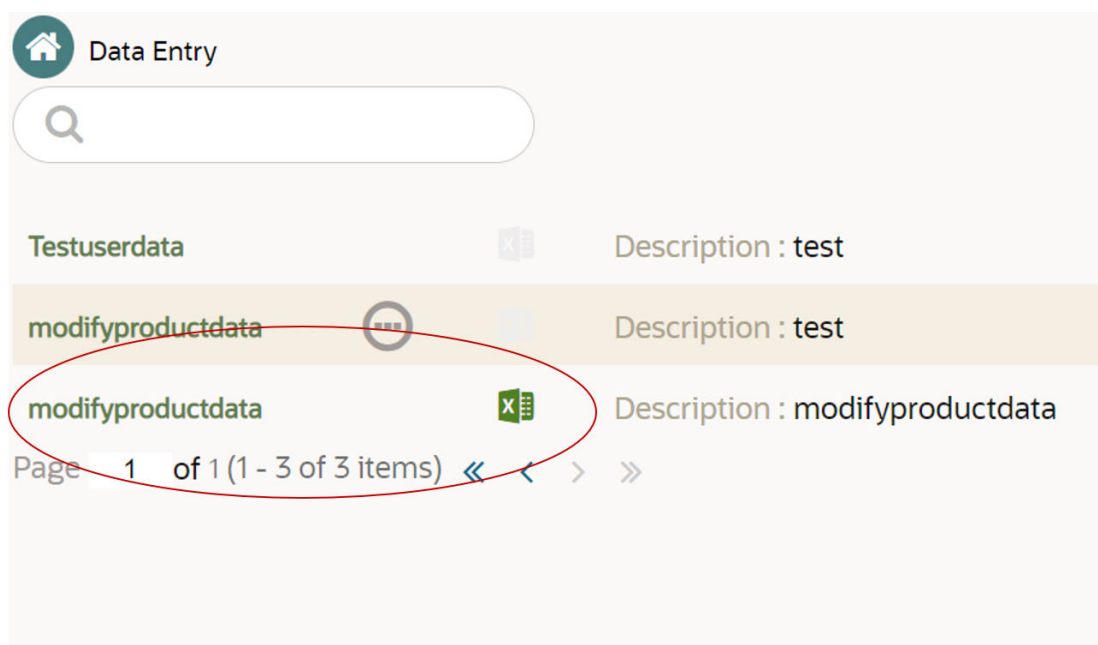 Data Entry
Testuserdata Description : test
modifyproductdata Description : test
modifyproductdata Description : modifyproductdata
Page 1 of 1 (1 - 3 of 3 items) « < > »